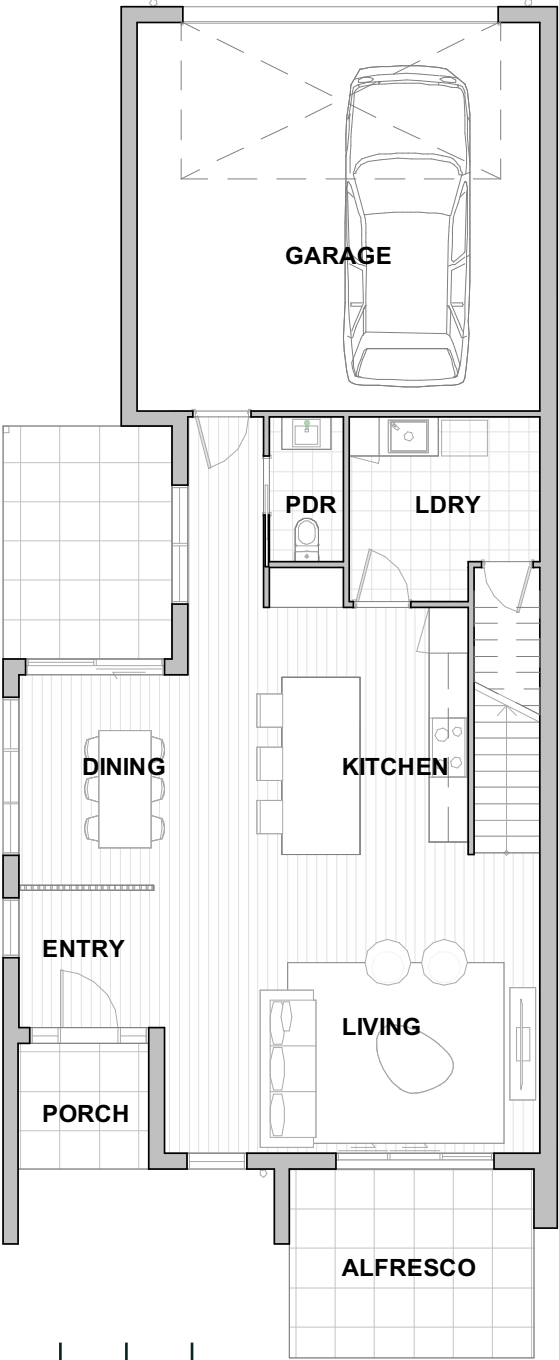 GARAGE
PDR
LDRY
DINING
KITCHEN
ENTRY
LIVING
PORCH
ALFRESCO